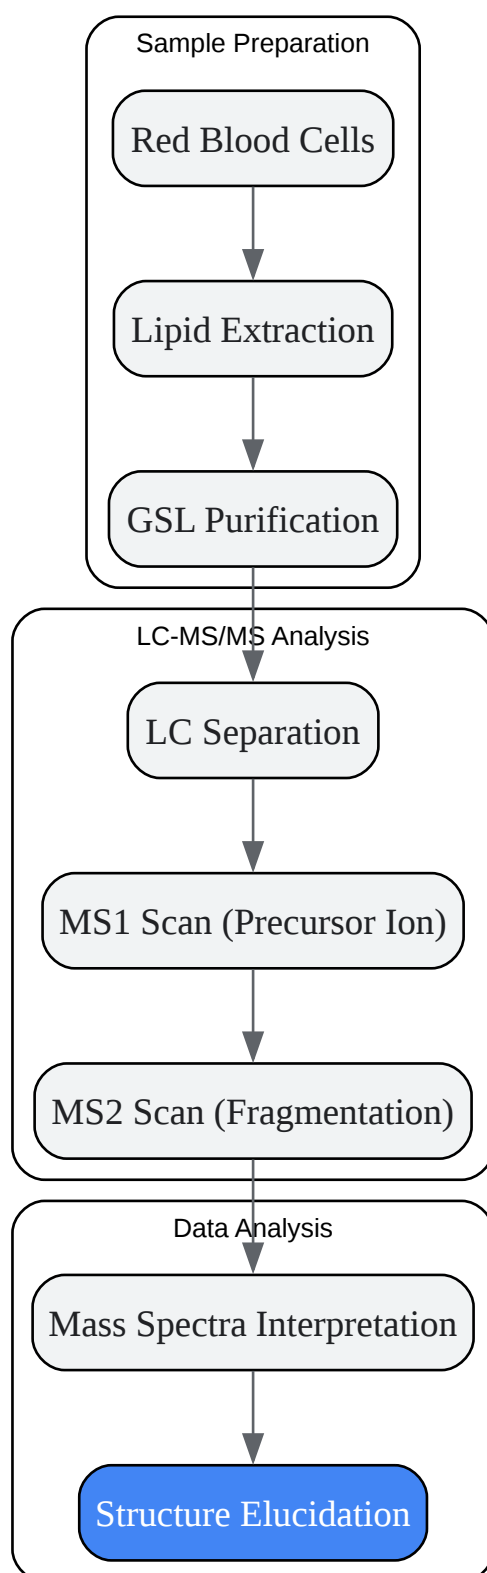 Sample Preparation
Red Blood Cells
Lipid Extraction
GSL Purification
LC-MS/MS Analysis
LC Separation
MS1 Scan (Precursor Ion)
MS2 Scan (Fragmentation)
Data Analysis
Mass Spectra Interpretation
Structure Elucidation